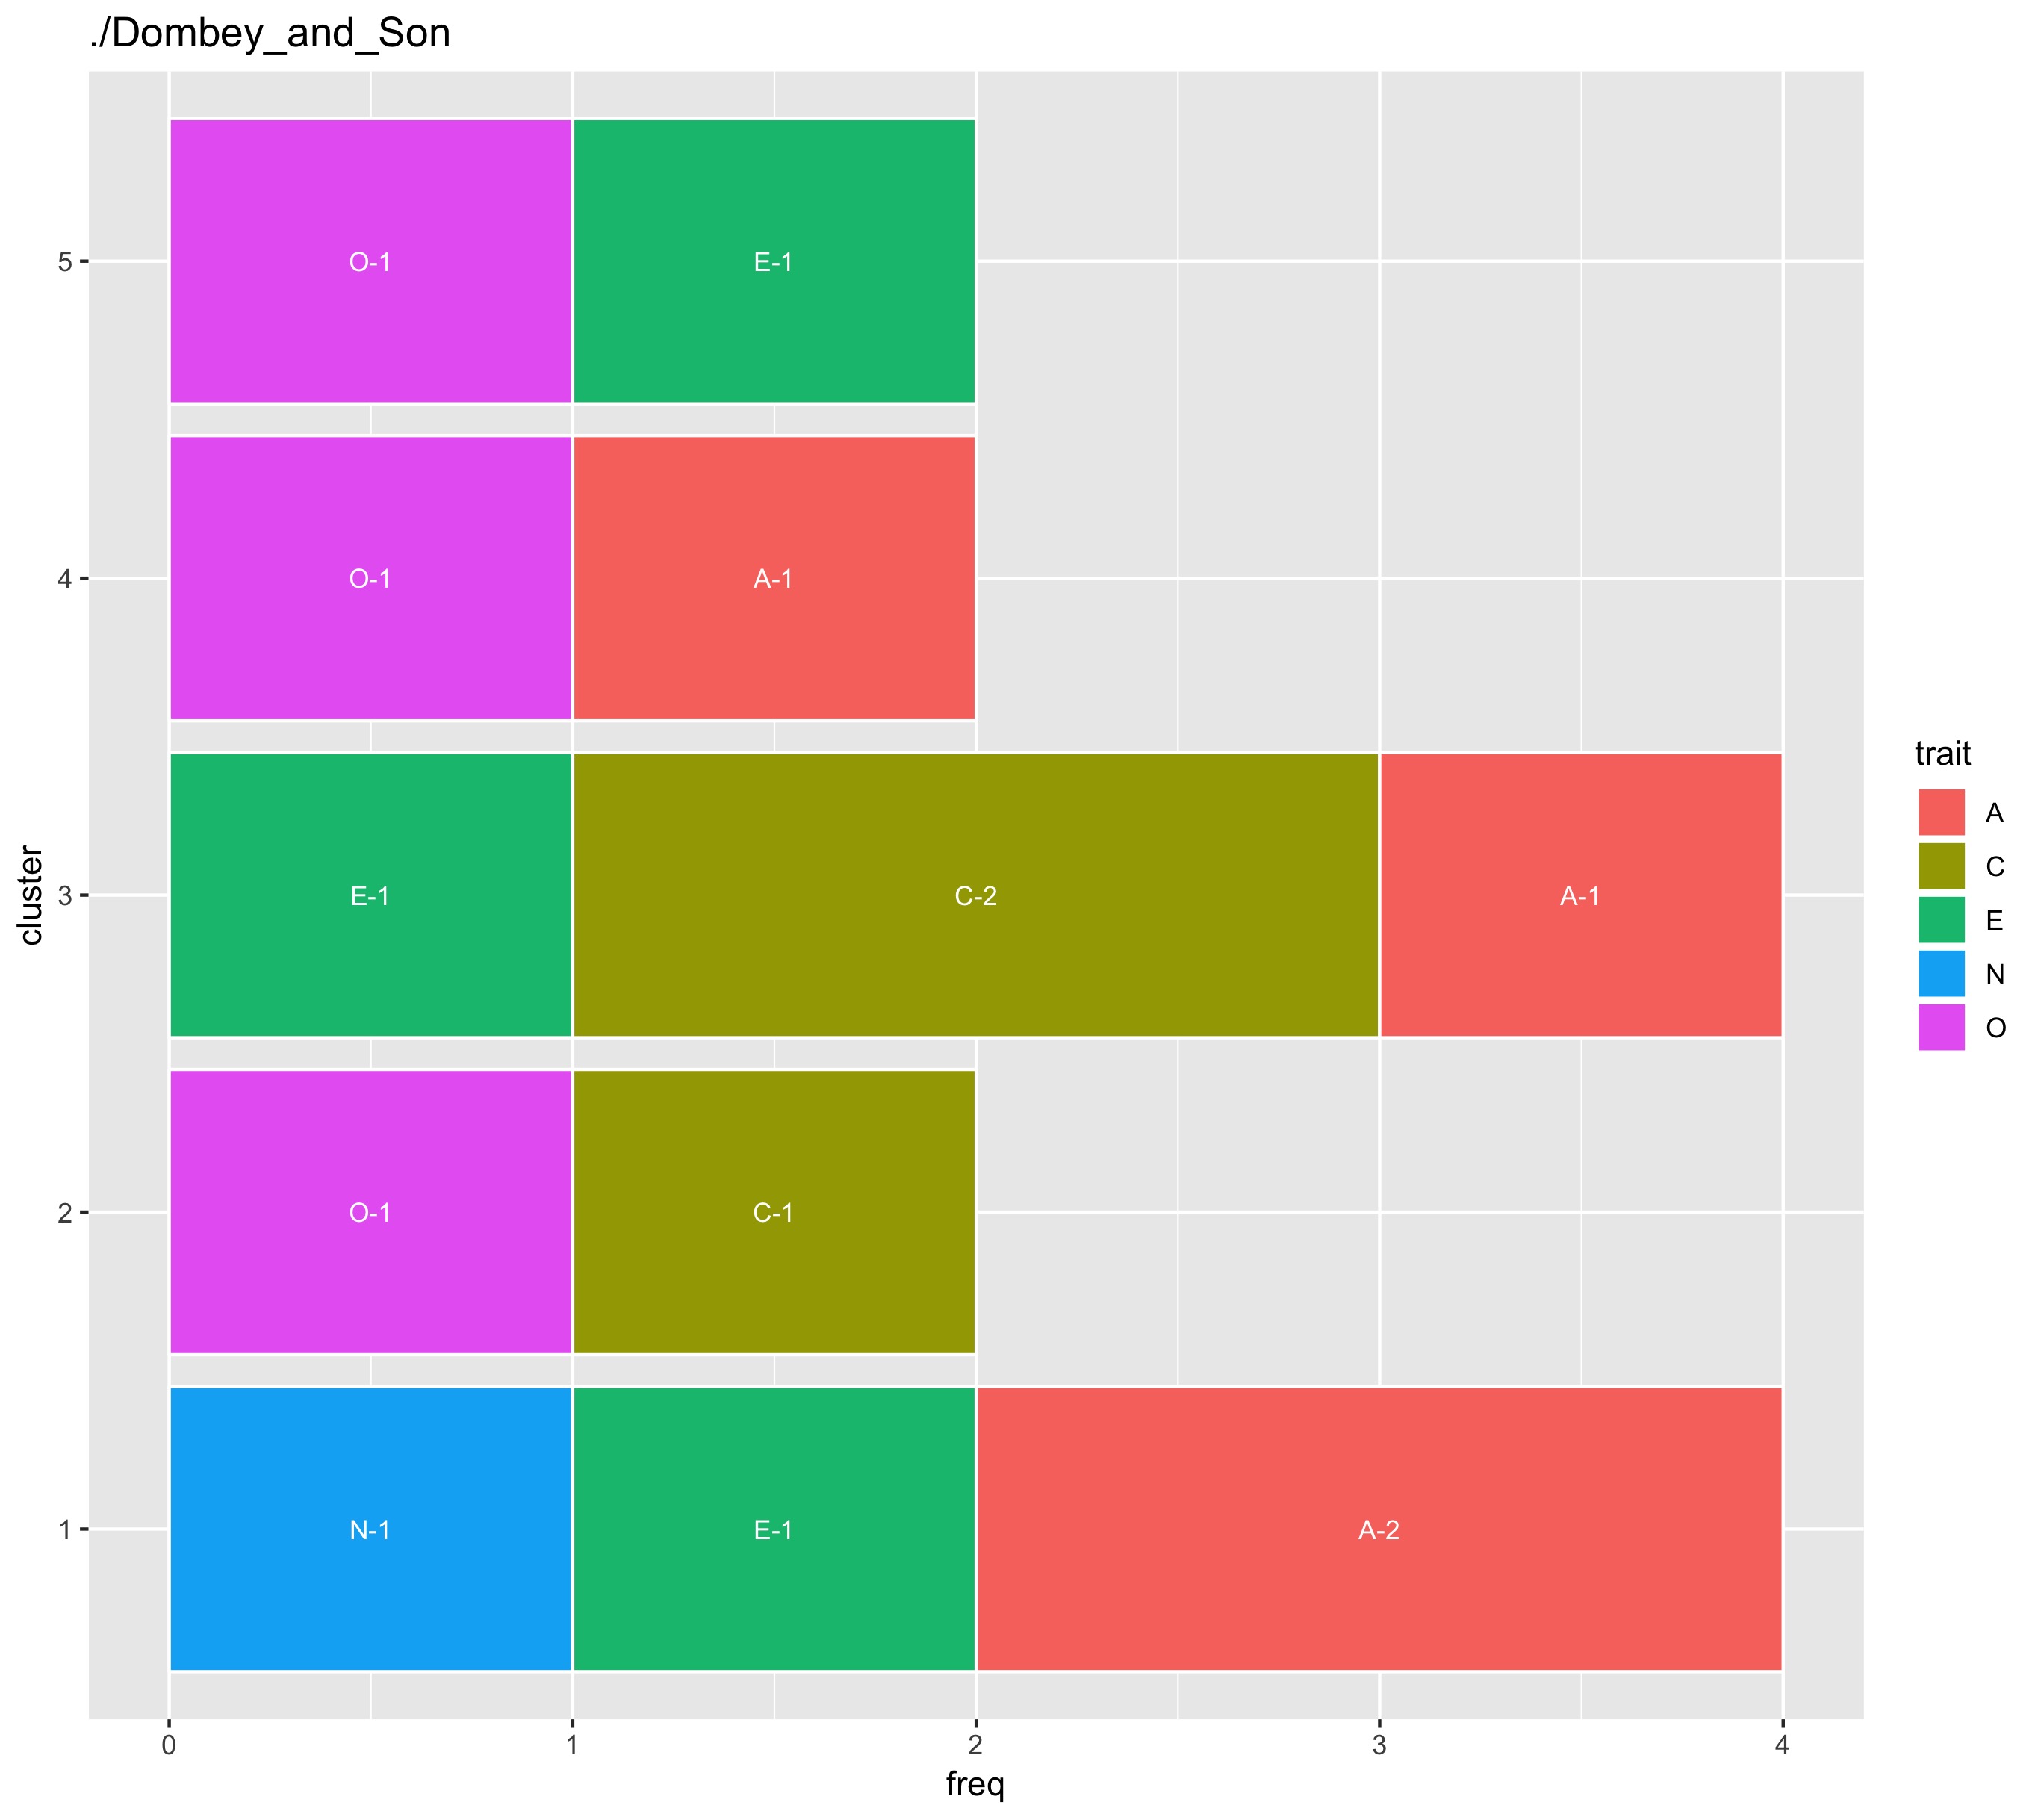 ./Dombey_and_Son
5
O-1
E-1
4
O-1
A-1
3
E-1
C-2
A-1
2
O-1
C-1
1
N-1
E-1
A-2
cluster
0
1
2
3
4
freq
trait
A
C
E
N
O